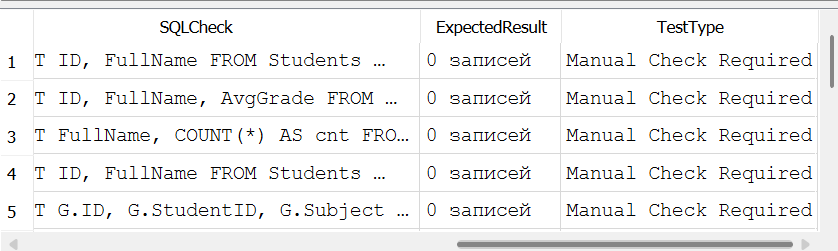 SQLCheck ExpectedResult TestType
1 T ID, FullName FROM Students … 0 записей Manual Check Required
2 T ID, FullName, AvgGrade FROM … 0 записей Manual Check Required
3 T FullName, COUNT(*) AS cnt FRO… 0 записей Manual Check Required
4 T ID, FullName FROM Students … 0 записей Manual Check Required
5 T G.ID, G.StudentID, G.Subject … 0 записей Manual Check Required